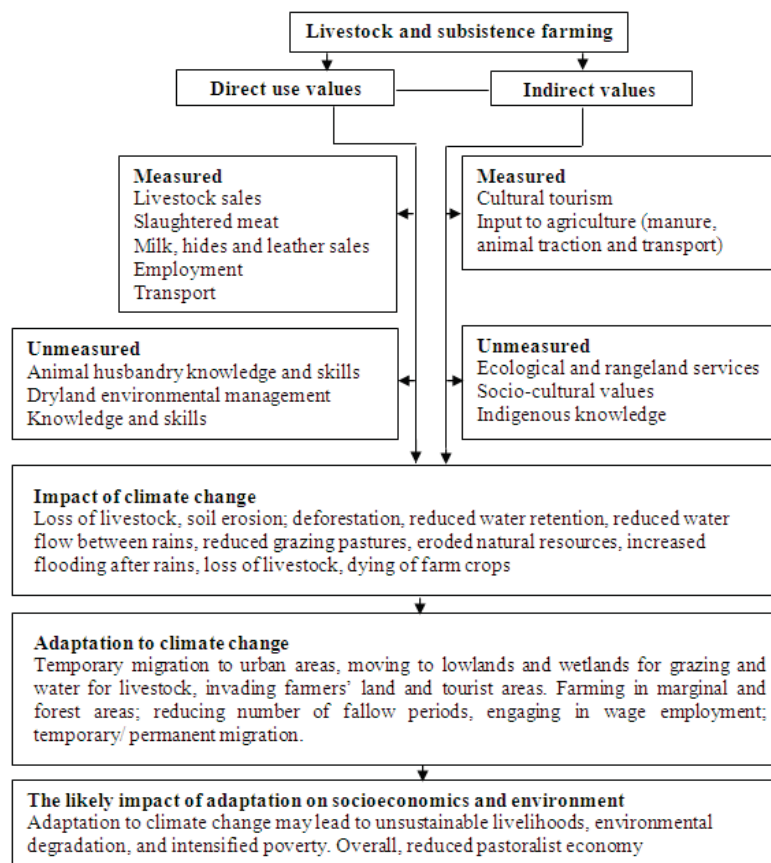 Livestock and subsistence farming
Direct use values
Indirect values
Measured
Livestock sales
Slaughtered meat
Milk, hides and leather sales
Employment
Transport
Measured
Cultural tourism
Input to agriculture (manure,
animal traction and transport)
Unmeasured
Animal husbandry knowledge and skills
Dryland environmental management
Knowledge and skills
Unmeasured
Ecological and rangeland services
Socio-cultural values
Indigenous knowledge
Impact of climate change
Loss of livestock, soil erosion; deforestation, reduced water retention, reduced water
flow between rains, reduced grazing pastures, eroded natural resources, increased
flooding after rains, loss of livestock, dying of farm crops
Adaptation to climate change
Temporary migration to urban areas, moving to lowlands and wetlands for grazing and
water for livestock, invading farmers’ land and tourist areas. Farming in marginal and
forest areas; reducing number of fallow periods, engaging in wage employment;
temporary/ permanent migration.
The likely impact of adaptation on socioeconomics and environment
Adaptation to climate change may lead to unsustainable livelihoods, environmental
degradation, and intensified poverty. Overall, reduced pastoralist economy